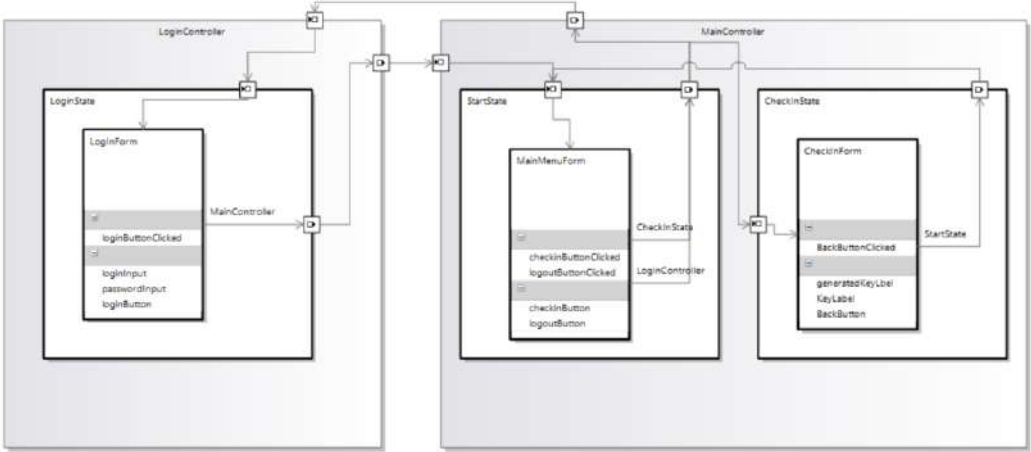 LoginController
MainController
LoginState
StartState
CheckInState
LogInForm
MainMenuForm
CheckInForm
MainController
loginButtonClicked
loginInput
passwordInput
loginButton
CheckInState
checkinButtonClicked
logoutButtonClicked
LoginController
checkinButton
logoutButton
StartState
BackButtonClicked
generatedKeyLbel
KeyLabel
BackButton